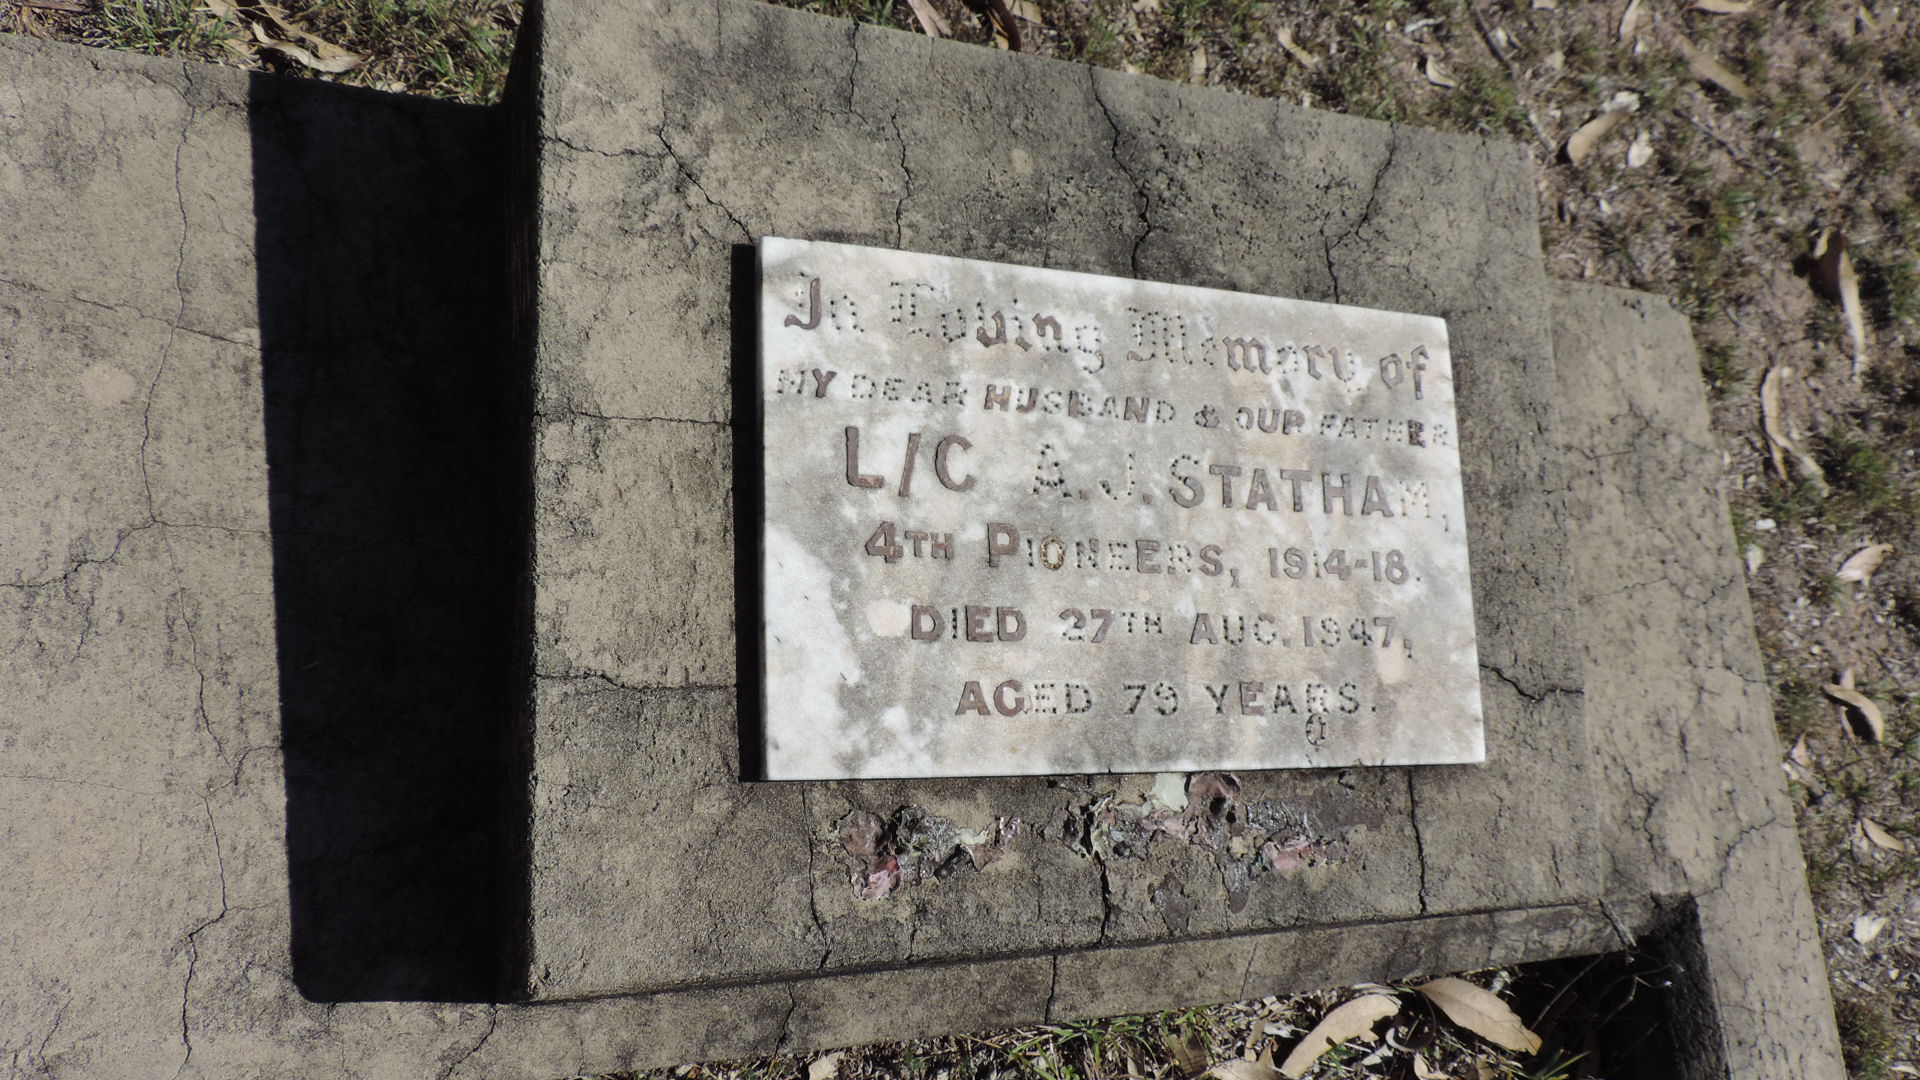 In Loving Memory of
MY DEAR HUSBAND & OUR FATHER
L/C A.J. STATHAM,
4TH PIONEERS, 1914-18.
DIED 27TH AUG. 1947,
AGED 79 YEARS.